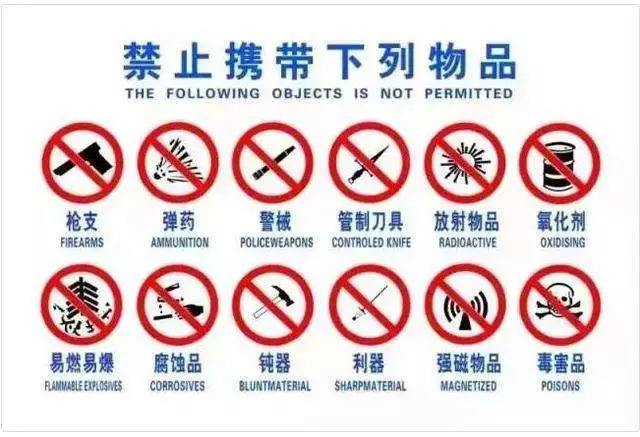 禁止携带下列物品
THE FOLLOWING OBJECTS IS NOT PERMITTED
枪支 弹药 警械 管制刀具 放射物品 氧化剂
FIREARMS AMMUNITION POLICEWEAPONS CONTROLED KNIFE RADIOACTIVE OXIDISING
易燃易爆 腐蚀品 钝器 利器 强磁物品 毒害品
FLAMMABLE EXPLOSIVES CORROSIVES BLUNTMATERIAL SHARPMATERIAL MAGNETIZED POISONS